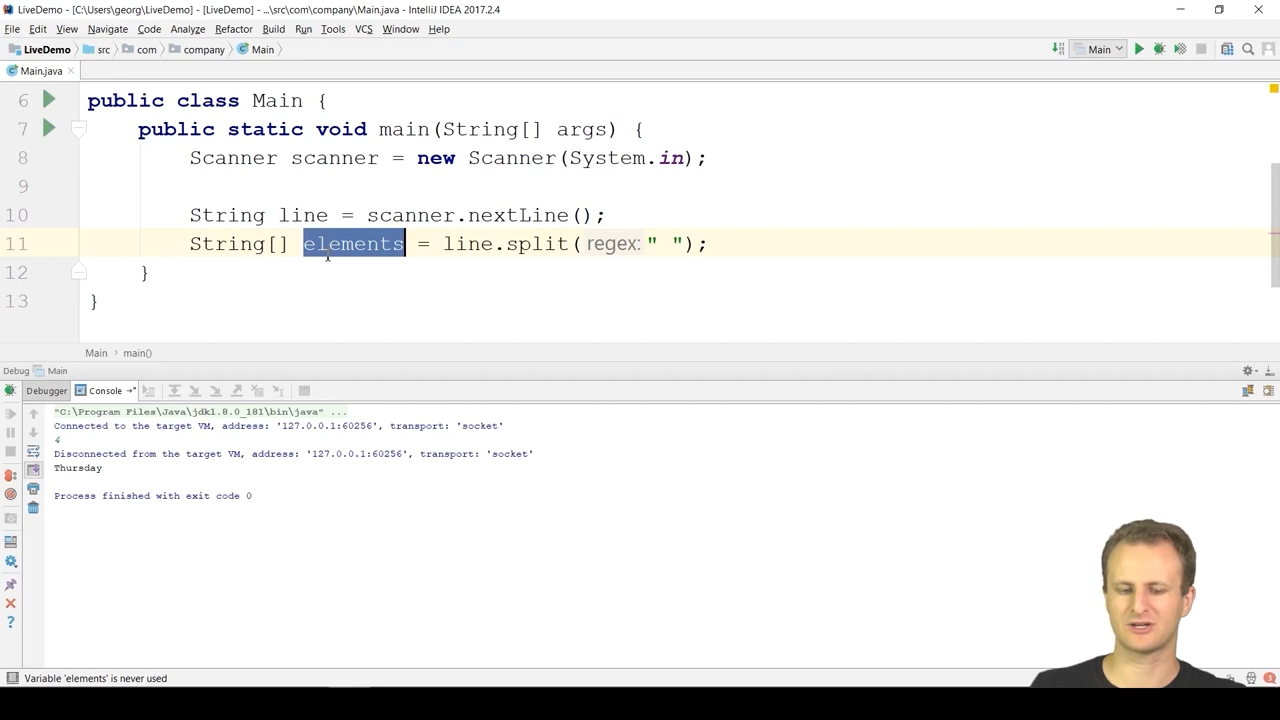 LiveDemo - [C:\Users\georg\LiveDemo] - [LiveDemo] - ...\src\com\company\Main.java - IntelliJ IDEA 2017.2.4
File Edit View Navigate Code Analyze Refactor Build Run Tools VCS Window Help
LiveDemo src com company Main Main
Main.java
6 public class Main {
7 public static void main(String[] args) {
8 Scanner scanner = new Scanner(System.in);
9
10 String line = scanner.nextLine();
11 String[] elements = line.split( regex: " ");
12 }
13 }
Main › main()
Debug Main
Debugger Console
"C:\Program Files\Java\jdk1.8.0_181\bin\java" ...
Connected to the target VM, address: '127.0.0.1:60256', transport: 'socket'
4
Disconnected from the target VM, address: '127.0.0.1:60256', transport: 'socket'
Thursday
Process finished with exit code 0
Variable 'elements' is never used